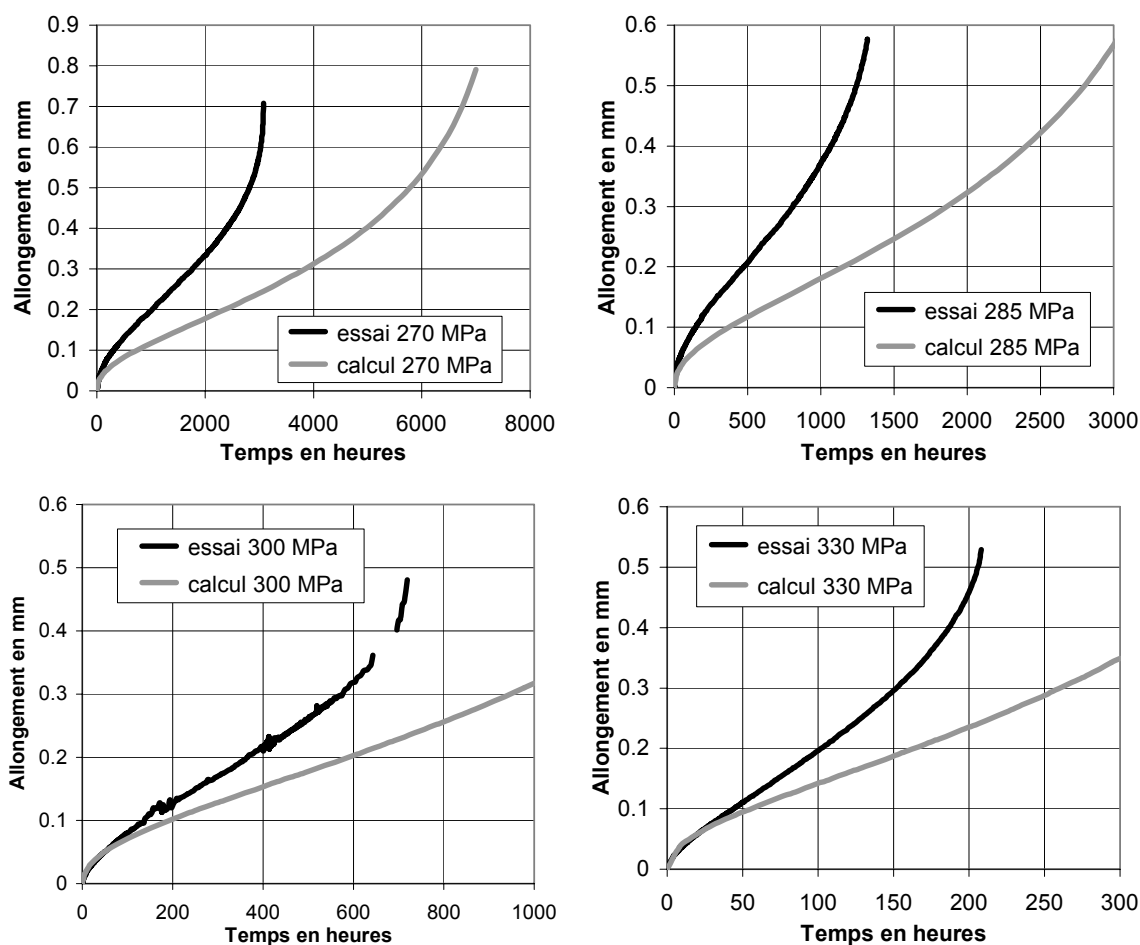 0.9
0.8
0.7
0.6
0.5
0.4
0.3
0.2
0.1
0
Allongement en mm
essai 270 MPa
calcul 270 MPa
0 2000 4000 6000 8000
Temps en heures
0.6
0.5
0.4
0.3
0.2
0.1
0
Allongement en mm
essai 285 MPa
calcul 285 MPa
0 500 1000 1500 2000 2500 3000
Temps en heures
0.6
0.5
0.4
0.3
0.2
0.1
0
Allongement en mm
essai 300 MPa
calcul 300 MPa
0 200 400 600 800 1000
Temps en heures
0.6
0.5
0.4
0.3
0.2
0.1
0
Allongement en mm
essai 330 MPa
calcul 330 MPa
0 50 100 150 200 250 300
Temps en heures